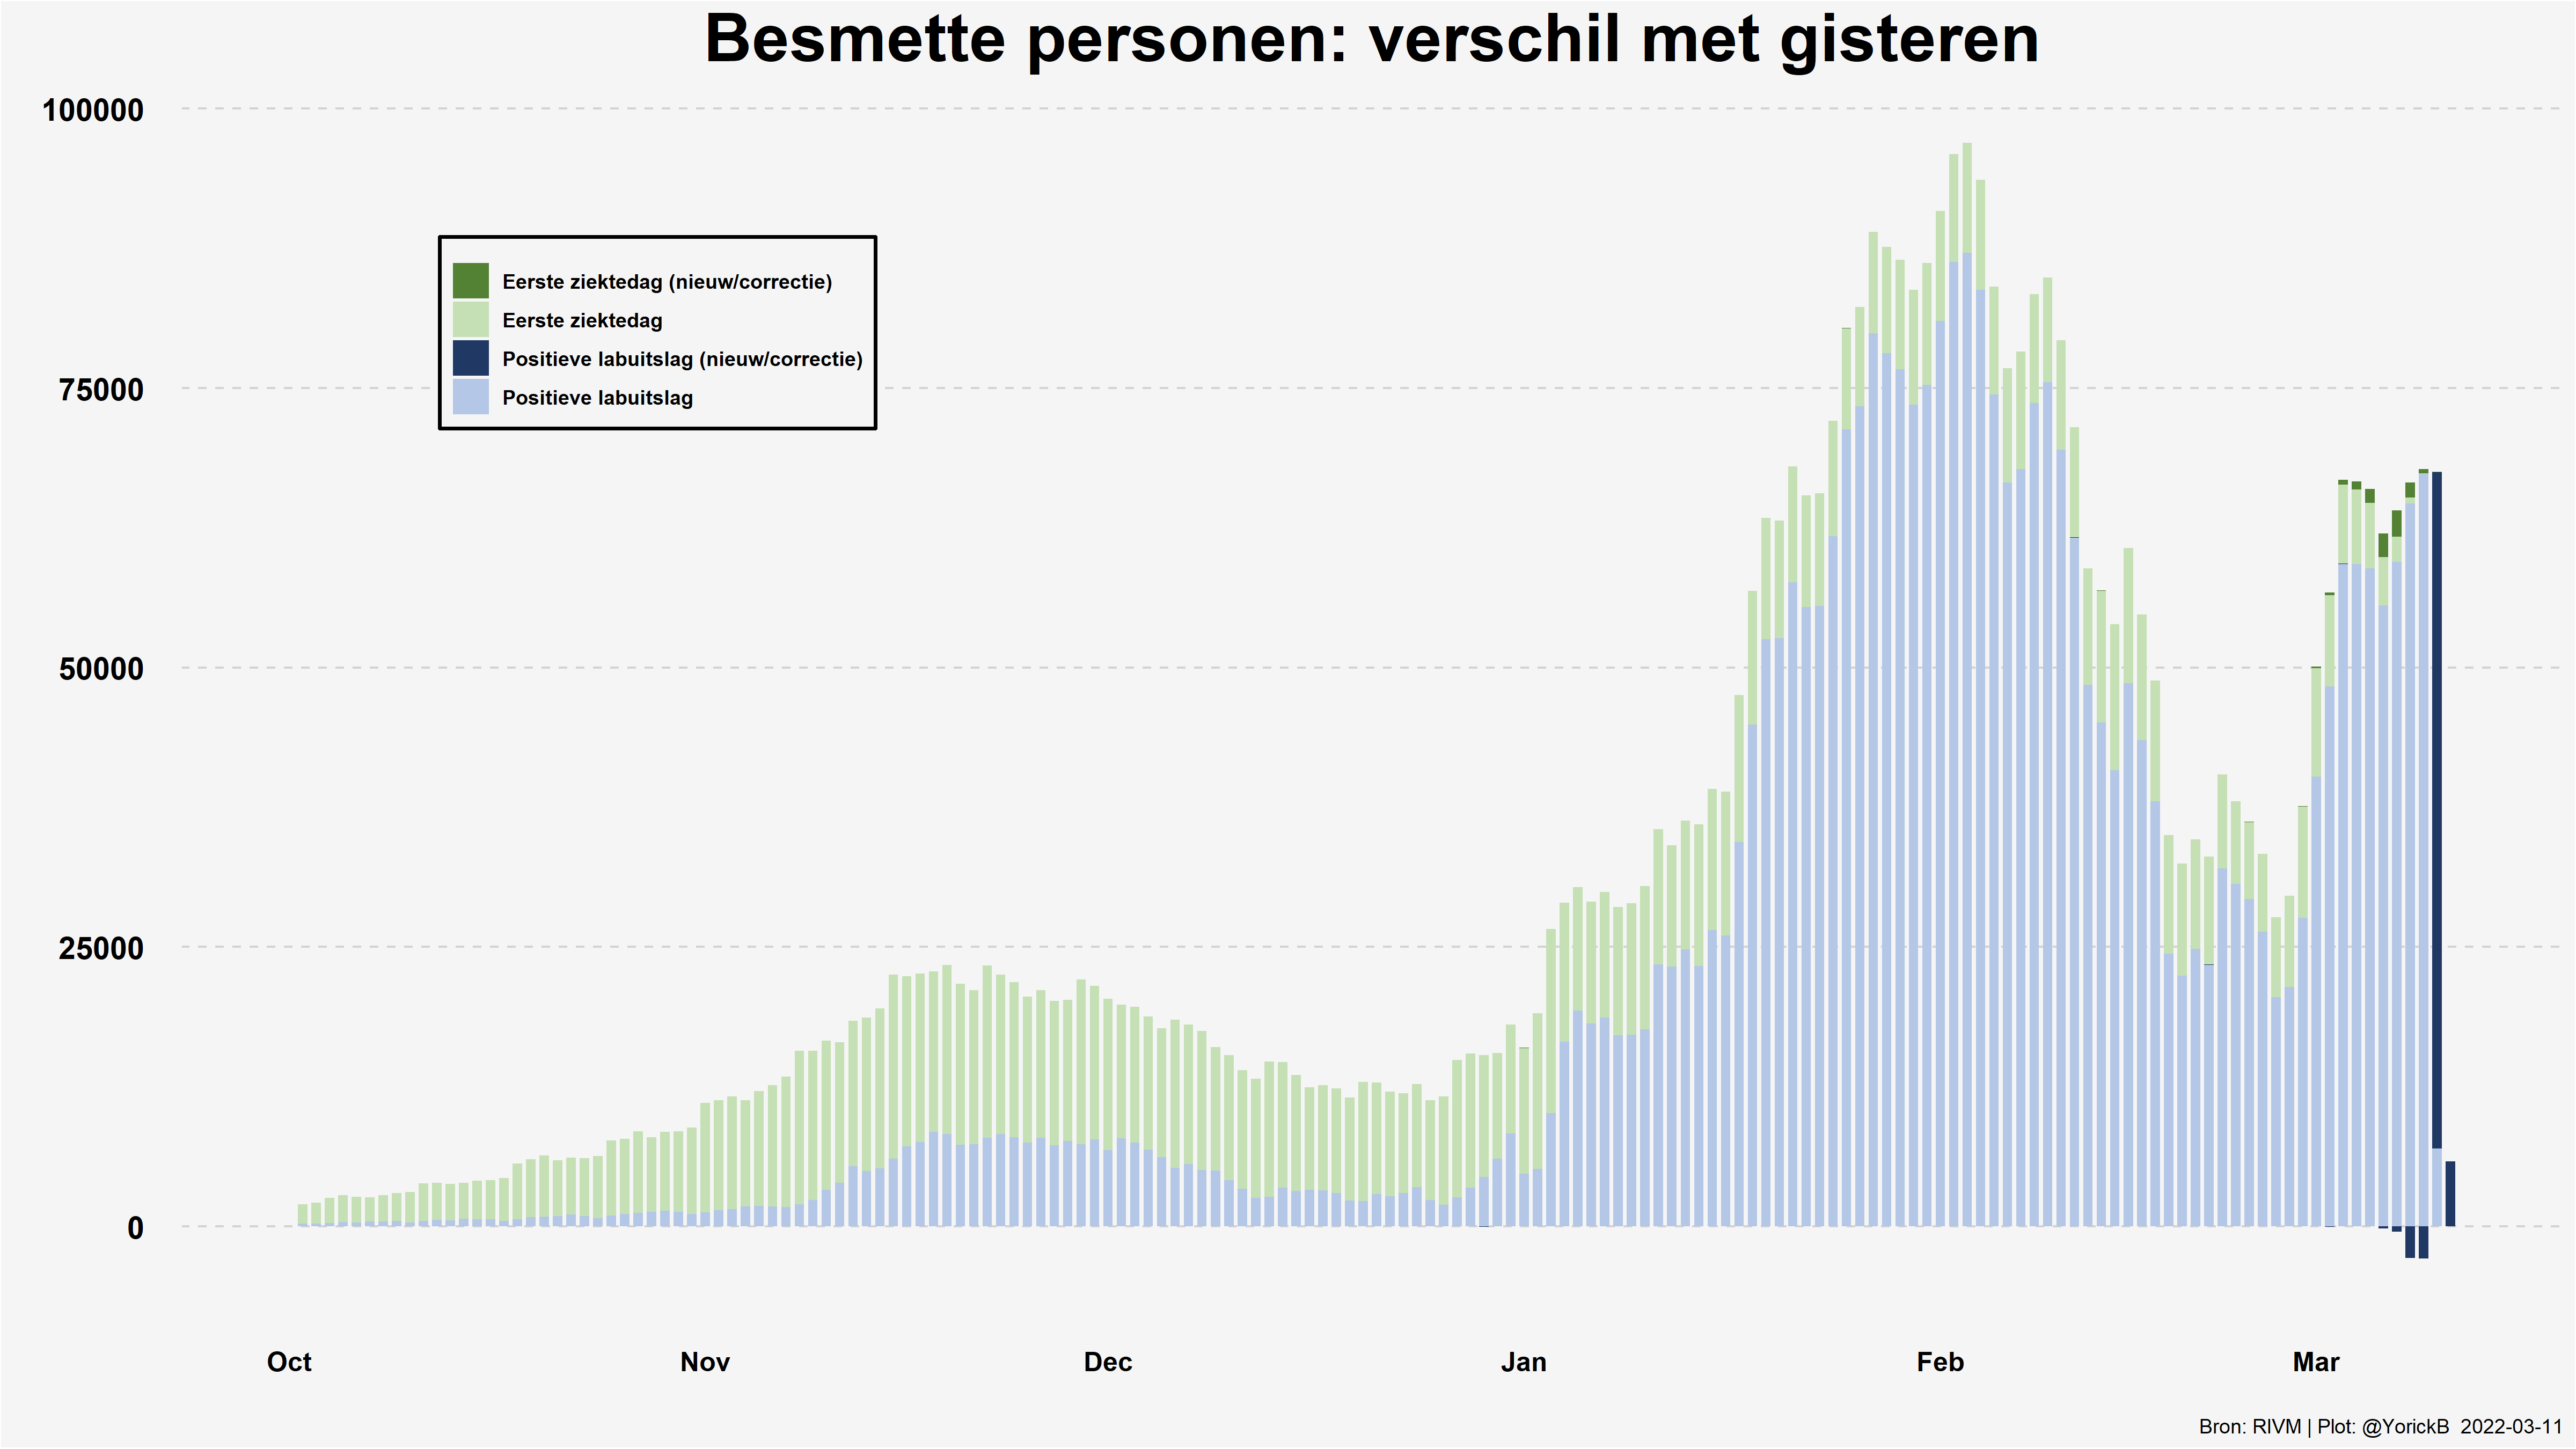 Besmette personen: verschil met gisteren
100000
75000
50000
25000
0
Eerste ziektedag (nieuw/correctie)
Eerste ziektedag
Positieve labuitslag (nieuw/correctie)
Positieve labuitslag
Oct Nov Dec Jan Feb Mar
Bron: RIVM | Plot: @YorickB 2022-03-11